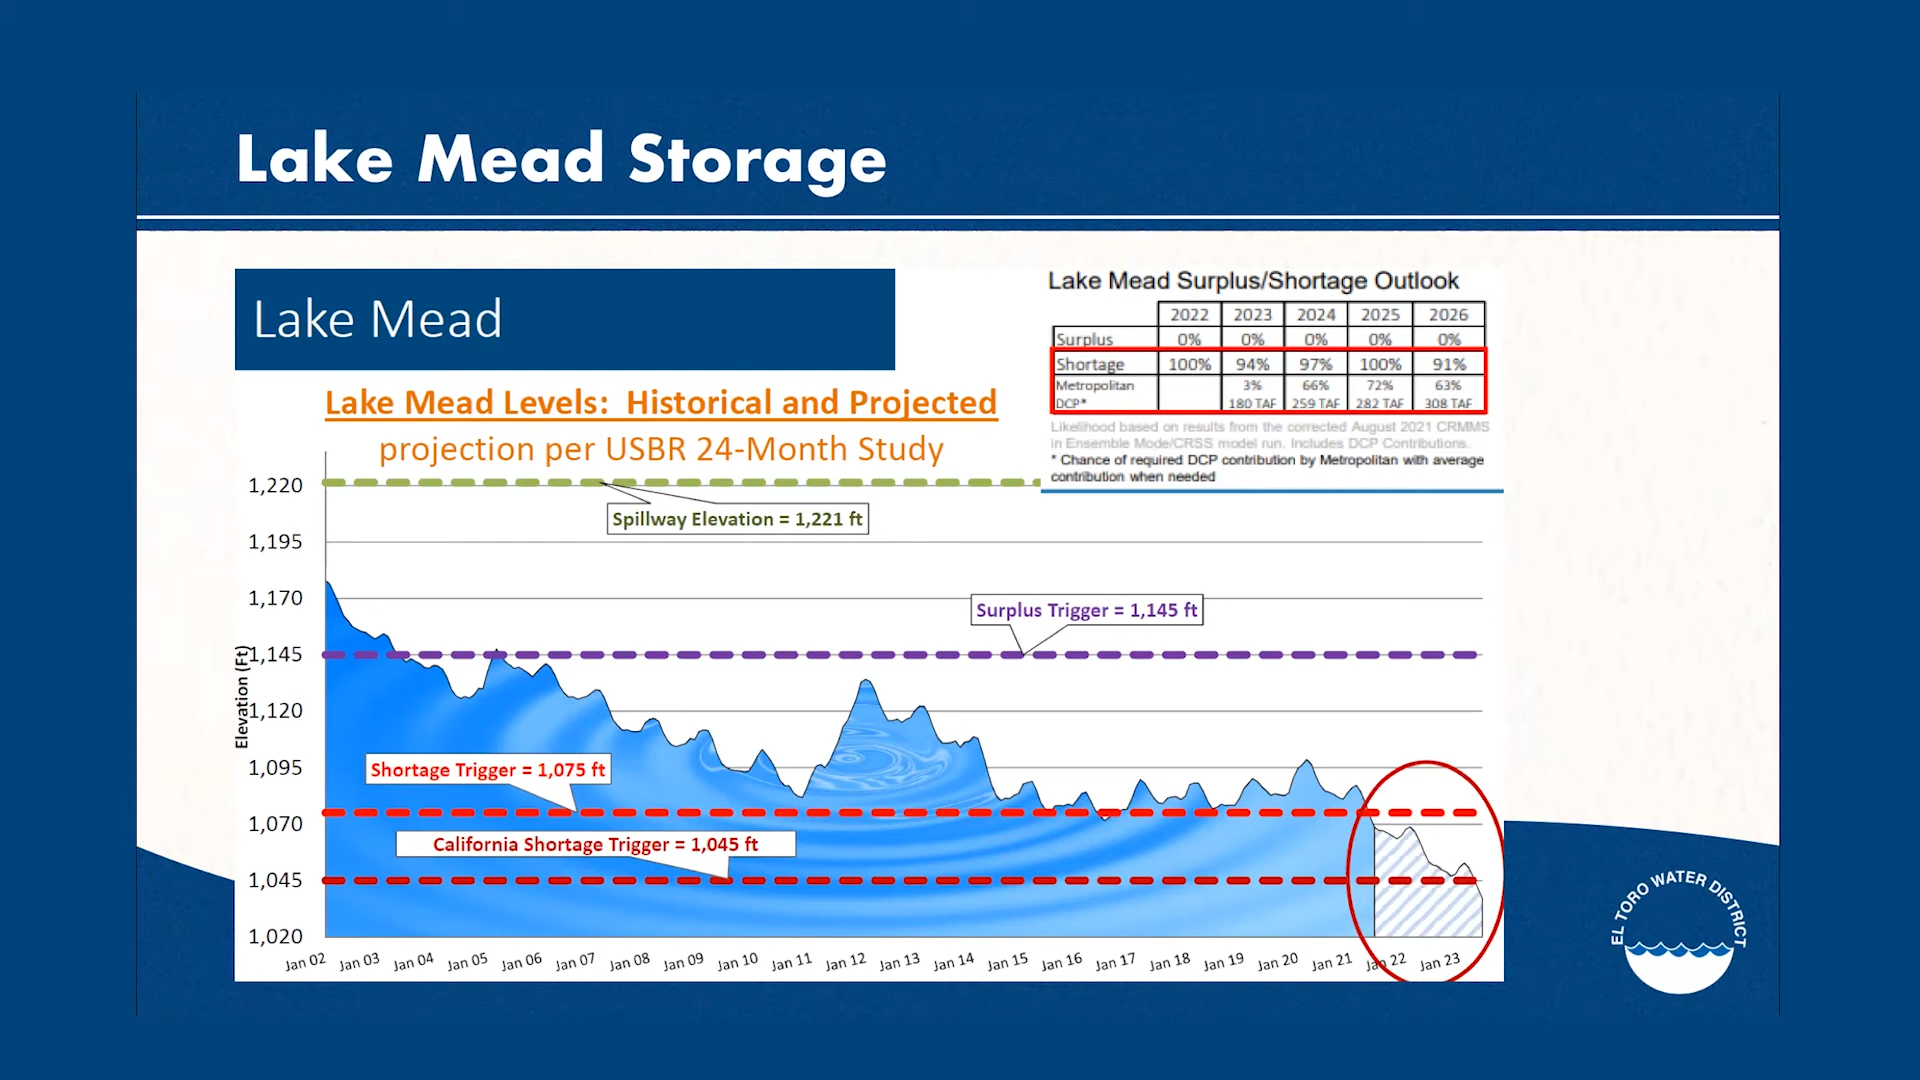 Lake Mead Storage
Lake Mead
Lake Mead Surplus/Shortage Outlook
2022 2023 2024 2025 2026
Surplus 0% 0% 0% 0% 0%
Shortage 100% 94% 97% 100% 91%
Metropolitan 3% 66% 72% 63%
DCP* 180 TAF 259 TAF 282 TAF 308 TAF
Likelihood based on results from the corrected August 2021 CRMMS
in Ensemble Mode/CRSS model run. Includes DCP Contributions.
* Chance of required DCP contribution by Metropolitan with average
contribution when needed
Lake Mead Levels: Historical and Projected
projection per USBR 24-Month Study
Elevation (Ft)
1,220
1,195
1,170
1,145
1,120
1,095
1,070
1,045
1,020
Spillway Elevation = 1,221 ft
Surplus Trigger = 1,145 ft
Shortage Trigger = 1,075 ft
California Shortage Trigger = 1,045 ft
Jan 02 Jan 03 Jan 04 Jan 05 Jan 06 Jan 07 Jan 08 Jan 09 Jan 10 Jan 11 Jan 12 Jan 13 Jan 14 Jan 15 Jan 16 Jan 17 Jan 18 Jan 19 Jan 20 Jan 21 Jan 22 Jan 23
EL TORO WATER DISTRICT